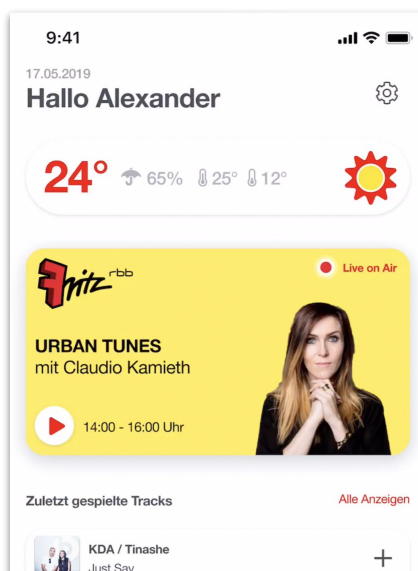 9:41
17.05.2019
Hallo Alexander
24° 65% 25° 12°
Fritz rbb
Live on Air
URBAN TUNES
mit Claudio Kamieth
14:00 - 16:00 Uhr
Zuletzt gespielte Tracks
Alle Anzeigen
KDA / Tinashe
Just Say